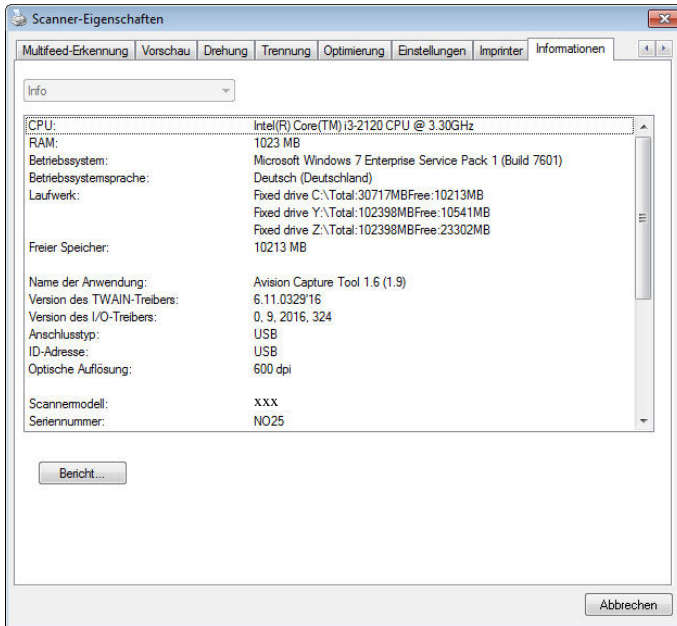 Scanner-Eigenschaften
Multifeed-Erkennung Vorschau Drehung Trennung Optimierung Einstellungen Imprinter Informationen
Info
CPU: Intel(R) Core(TM) i3-2120 CPU @ 3.30GHz
RAM: 1023 MB
Betriebssystem: Microsoft Windows 7 Enterprise Service Pack 1 (Build 7601)
Betriebssystemsprache: Deutsch (Deutschland)
Laufwerk: Fixed drive C:\Total:30717MBFree:10213MB
Fixed drive Y:\Total:102398MBFree:10541MB
Fixed drive Z:\Total:102398MBFree:23302MB
Freier Speicher: 10213 MB
Name der Anwendung: Avision Capture Tool 1.6 (1.9)
Version des TWAIN-Treibers: 6.11.0329'16
Version des I/O-Treibers: 0, 9, 2016, 324
Anschlusstyp: USB
ID-Adresse: USB
Optische Auflösung: 600 dpi
Scannermodell: xxx
Seriennummer: NO25
Bericht...
Abbrechen